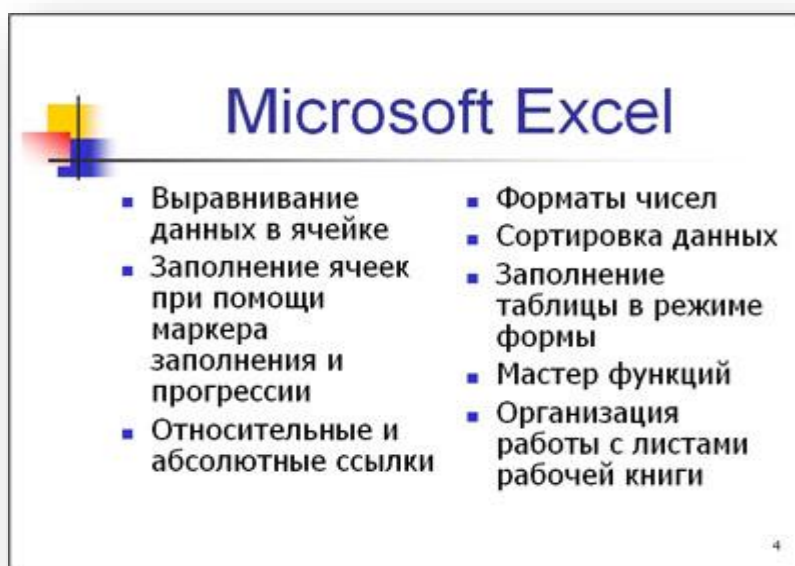 Microsoft Excel
Выравнивание
данных в ячейке
Заполнение ячеек
при помощи
маркера
заполнения и
прогрессии
Относительные и
абсолютные ссылки
Форматы чисел
Сортировка данных
Заполнение
таблицы в режиме
формы
Мастер функций
Организация
работы с листами
рабочей книги
4